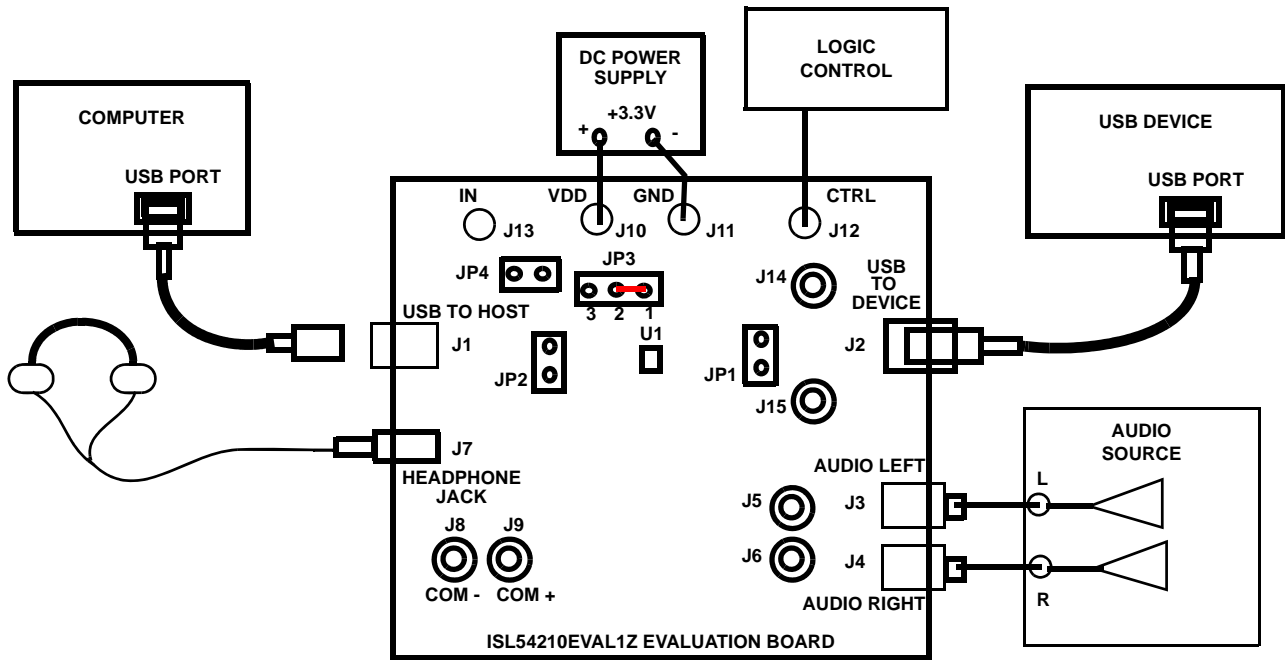 COMPUTER
USB PORT
DC POWER
SUPPLY
+3.3V
+ -
LOGIC
CONTROL
USB DEVICE
USB PORT
IN
J13
VDD
J10
GND
J11
CTRL
J12
JP4
JP3
3 2 1
J14
USB
TO
DEVICE
USB TO HOST
J1
JP2
U1
JP1
J2
J15
J7
HEADPHONE
JACK
J8
J9
COM -
COM +
AUDIO LEFT
J5
J3
J6
J4
AUDIO RIGHT
AUDIO
SOURCE
L
R
ISL54210EVAL1Z EVALUATION BOARD